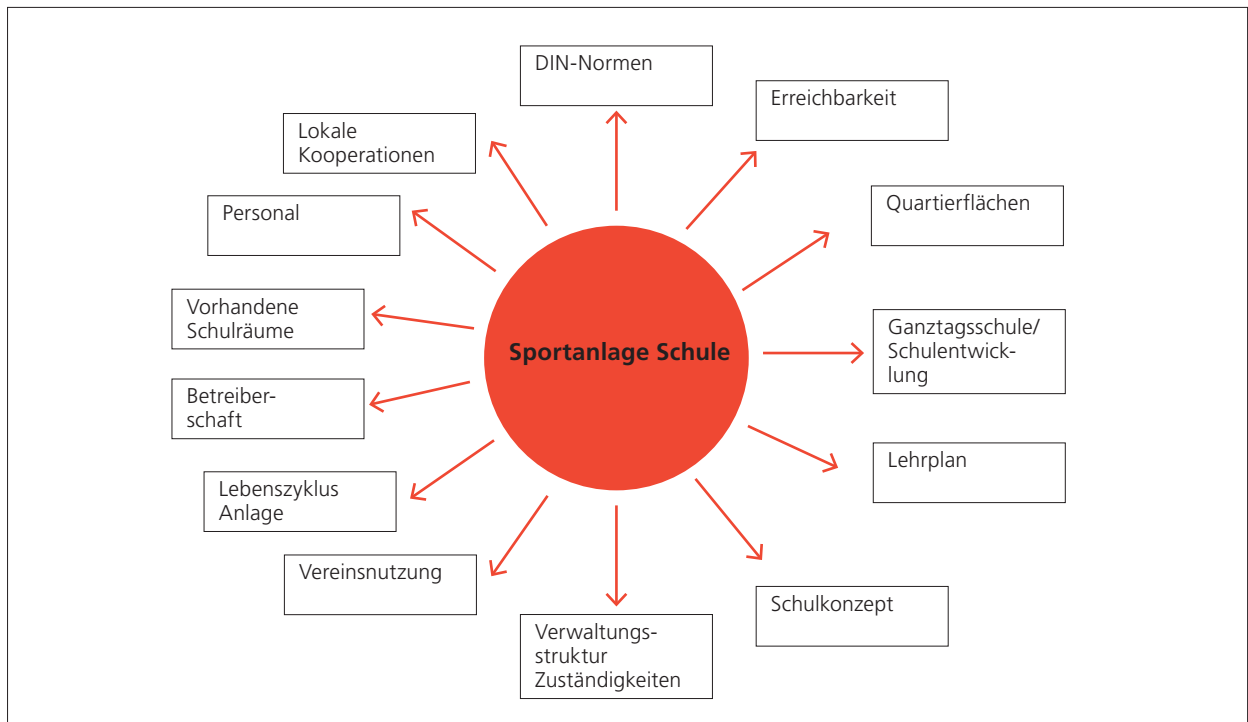 DIN-Normen
Erreichbarkeit
Quartierflächen
Ganztagsschule/
Schulentwick-
lung
Lehrplan
Schulkonzept
Verwaltungs-
struktur
Zuständigkeiten
Vereinsnutzung
Lebenszyklus
Anlage
Betreiber-
schaft
Vorhandene
Schulräume
Personal
Lokale
Kooperationen
Sportanlage Schule